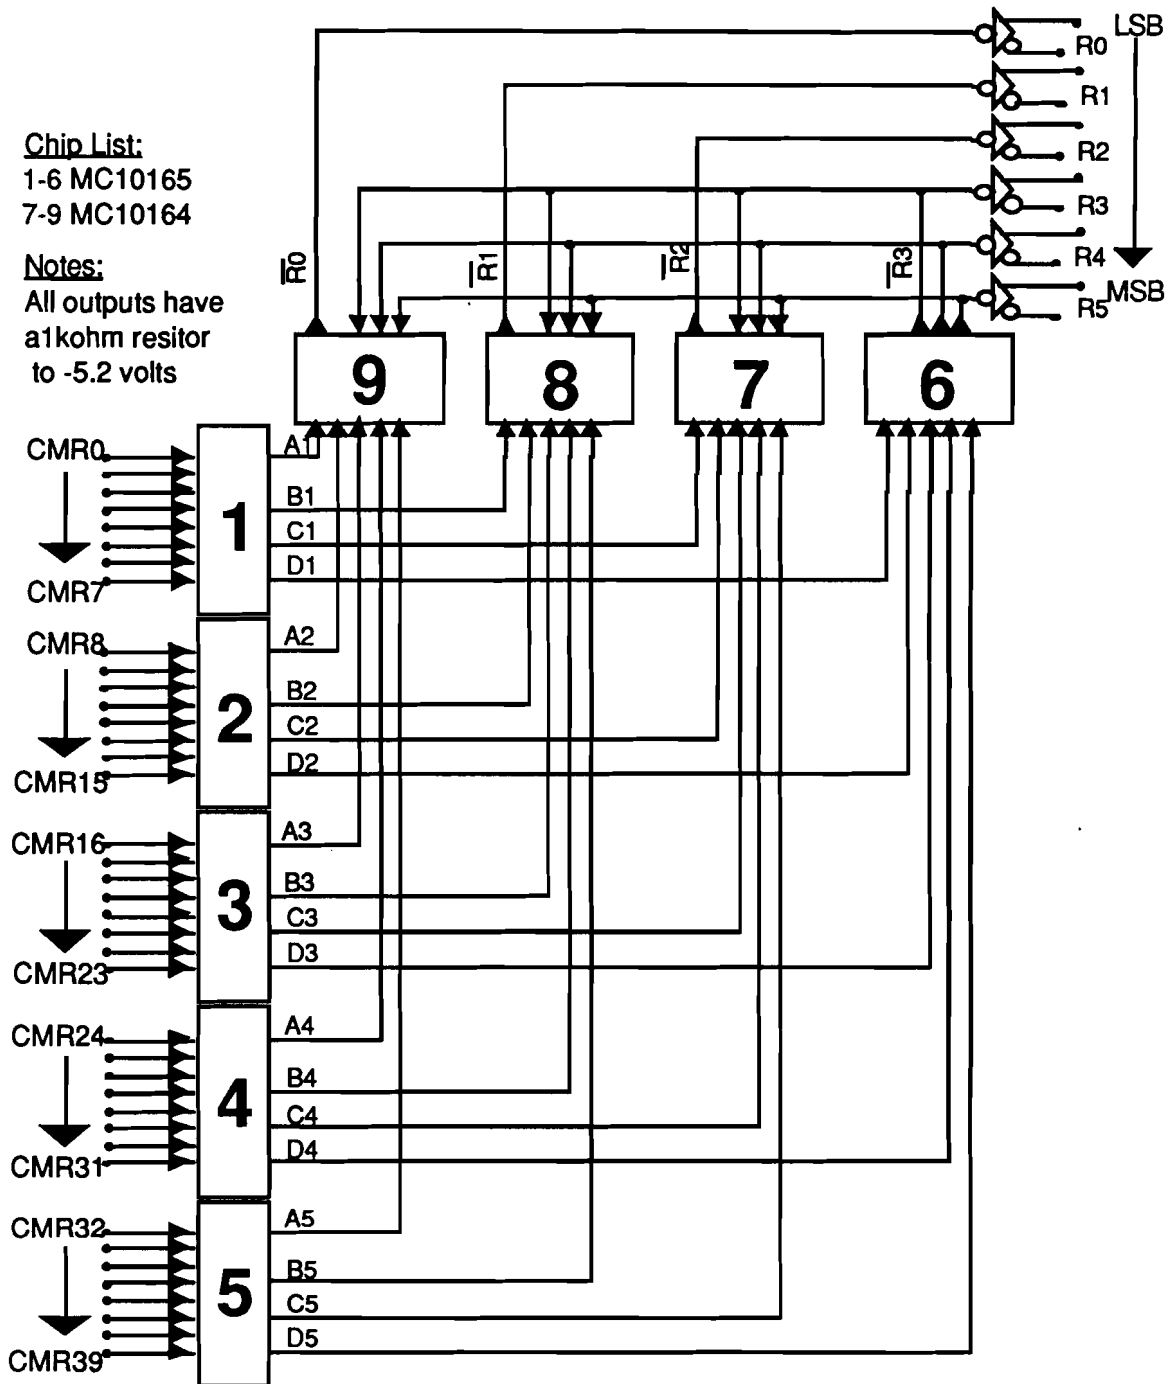 LSB
R0
R1
Chip List:
1-6 MC10165
7-9 MC10164
R2
R3
Notes:
All outputs have
a1kohm resitor
to -5.2 volts
R0
R1
R2
R3
R4
R5
MSB
9
8
7
6
CMR0
CMR7
1
A1
B1
C1
D1
CMR8
CMR15
2
A2
B2
C2
D2
CMR16
CMR23
3
A3
B3
C3
D3
CMR24
CMR31
4
A4
B4
C4
D4
CMR32
CMR39
5
A5
B5
C5
D5